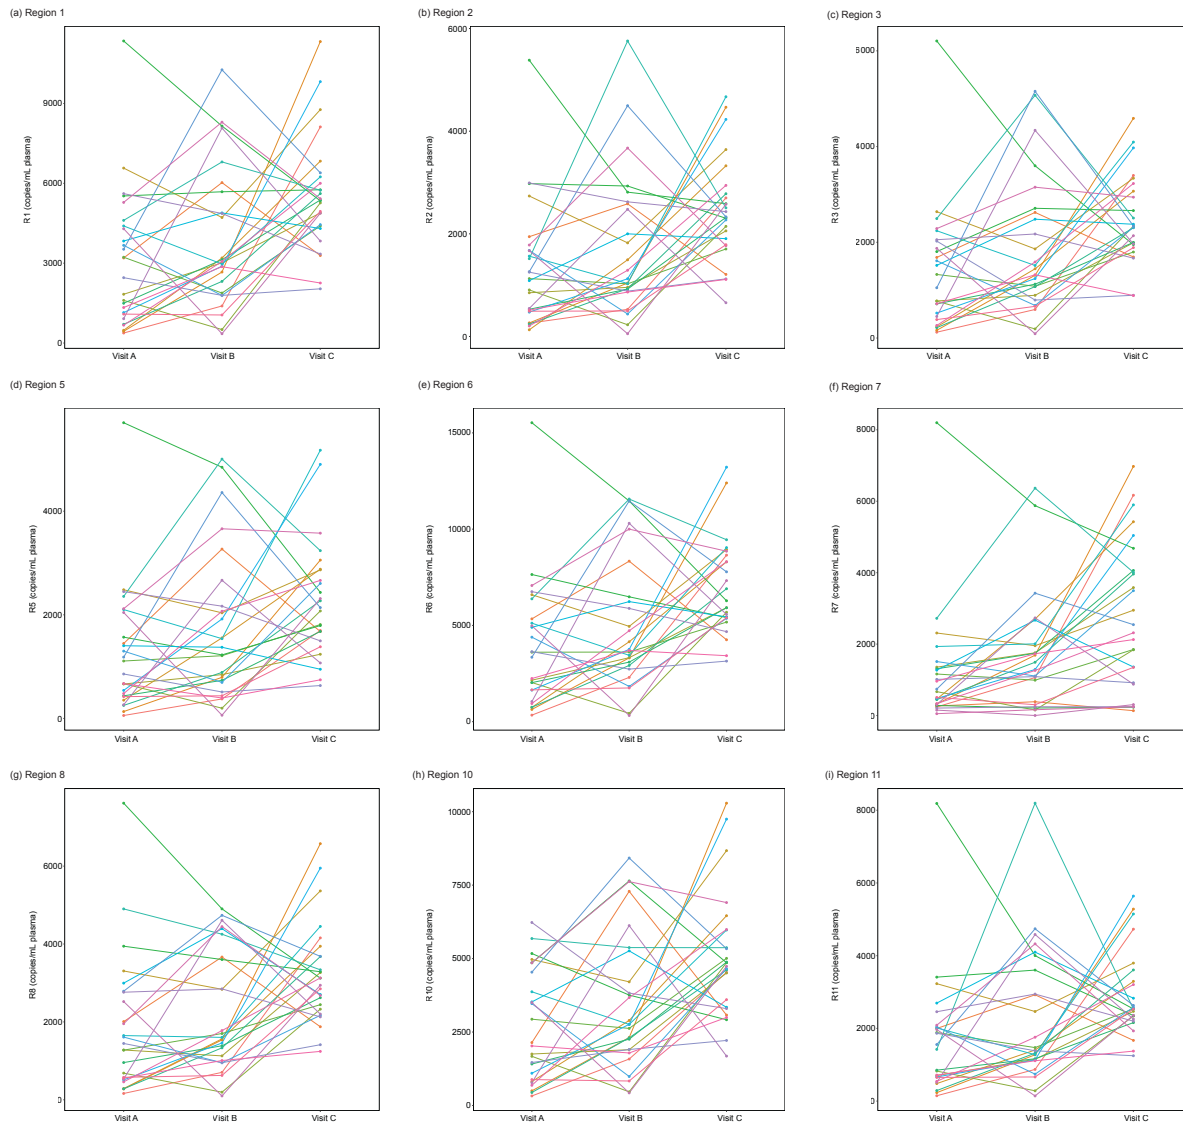 (a) Region 1
R1 (copies/mL plasma)
9000
6000
3000
0
Visit A Visit B Visit C
(b) Region 2
R2 (copies/mL plasma)
6000
4000
2000
0
Visit A Visit B Visit C
(c) Region 3
R3 (copies/mL plasma)
6000
4000
2000
0
Visit A Visit B Visit C
(d) Region 5
R5 (copies/mL plasma)
4000
2000
0
Visit A Visit B Visit C
(e) Region 6
R6 (copies/mL plasma)
15000
10000
5000
0
Visit A Visit B Visit C
(f) Region 7
R7 (copies/mL plasma)
8000
6000
4000
2000
0
Visit A Visit B Visit C
(g) Region 8
R8 (copies/mL plasma)
6000
4000
2000
0
Visit A Visit B Visit C
(h) Region 10
R10 (copies/mL plasma)
10000
7500
5000
2500
0
Visit A Visit B Visit C
(i) Region 11
R11 (copies/mL plasma)
8000
6000
4000
2000
0
Visit A Visit B Visit C